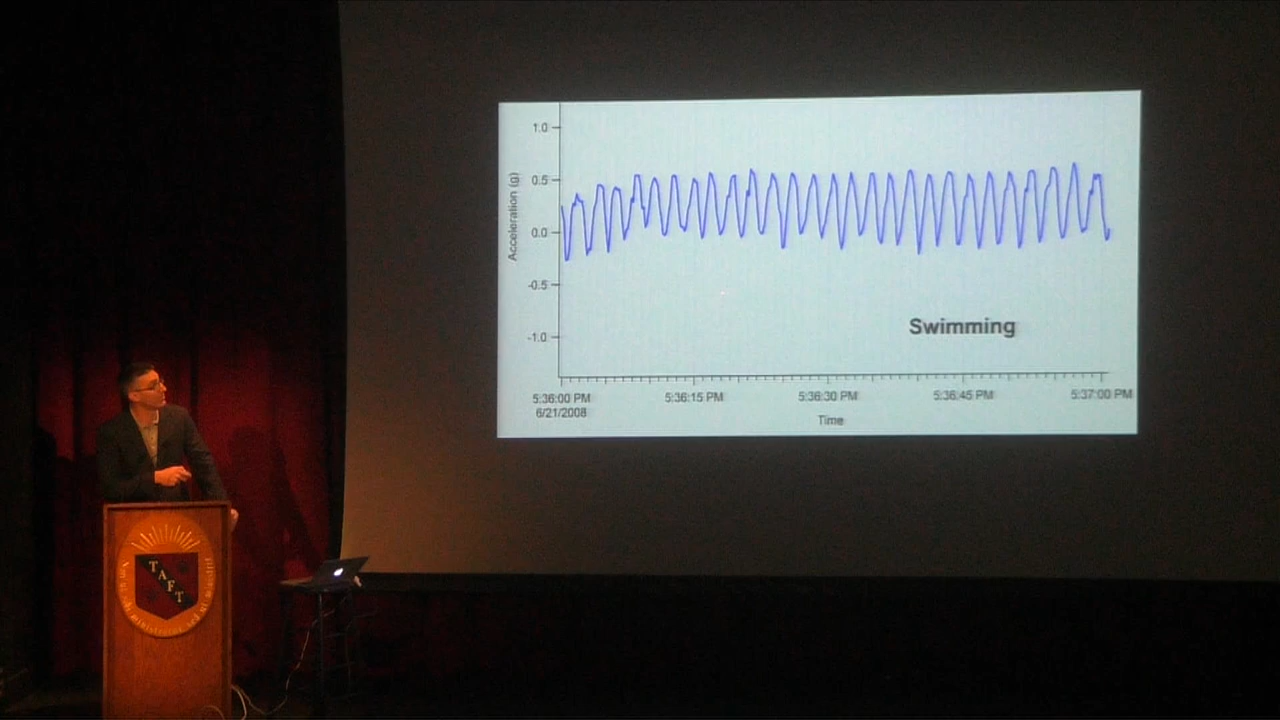 1.0
0.5
0.0
-0.5
-1.0
Acceleration (g)
Swimming
5:36:00 PM 5:36:15 PM 5:36:30 PM 5:36:45 PM 5:37:00 PM
6/21/2008
Time
TAFT